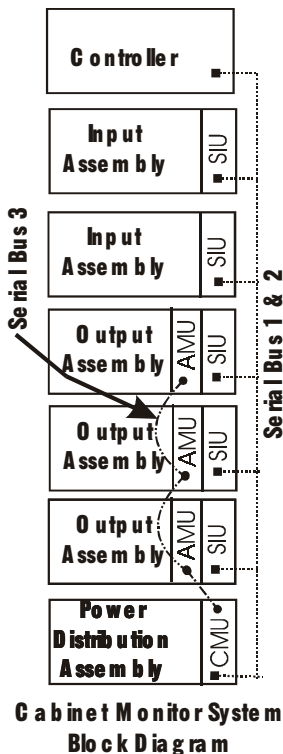 Controller
Input
Assembly
SIU
Input
Assembly
SIU
Serial Bus 3
Serial Bus 1 & 2
Output
Assembly
AMU
SIU
Output
Assembly
AMU
SIU
Output
Assembly
AMU
SIU
Power
Distribution
Assembly
CMU
Cabinet Monitor System
Block Diagram